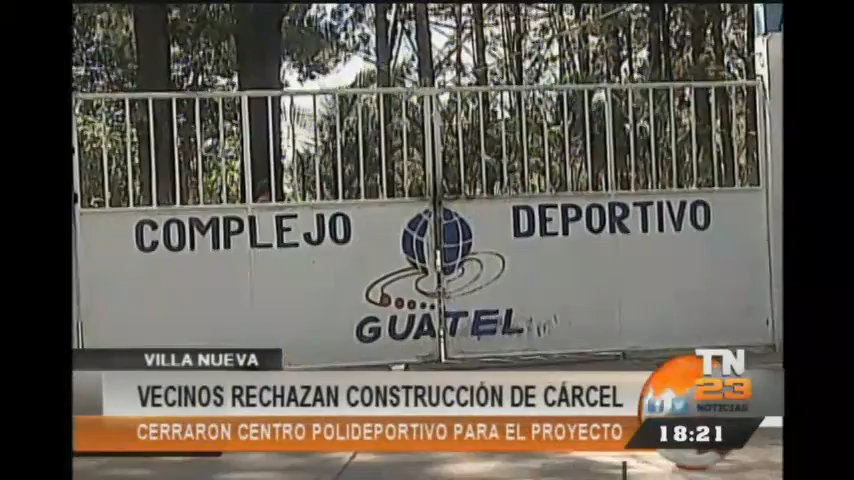 COMPLEJO DEPORTIVO
GUATEL
VILLA NUEVA
VECINOS RECHAZAN CONSTRUCCIÓN DE CÁRCEL
CERRARON CENTRO POLIDEPORTIVO PARA EL PROYECTO
TN
23
NOTICIAS
18:21